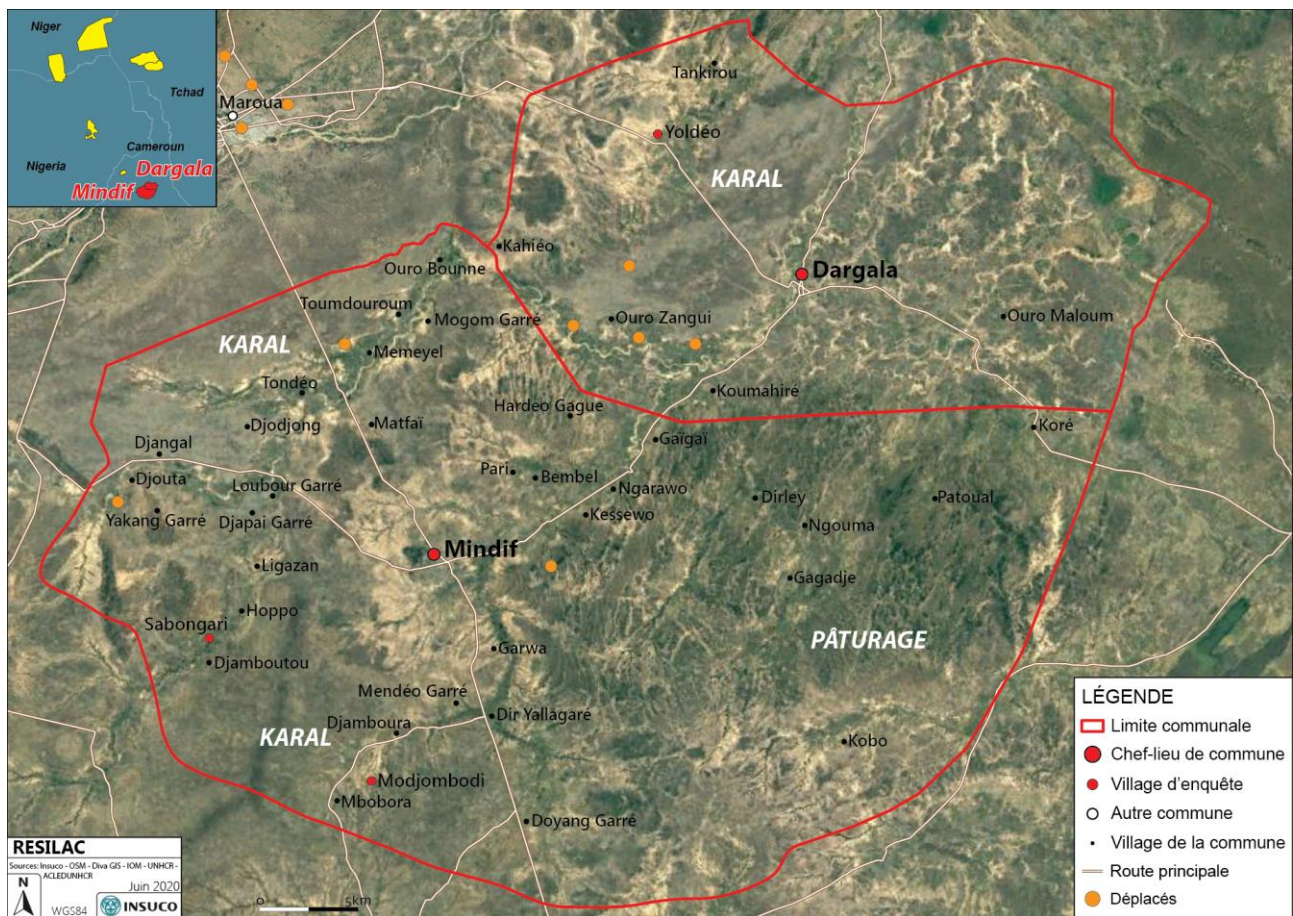 Niger
Tchad
Cameroun
Nigeria
Dargala
Mindif
Maroua
Tankirou
Yoldéo
KARAL
Kahiéo
Ouro Bounne
Dargala
Toumdouroum
Mogom Garré
Ouro Zangui
Ouro Maloum
KARAL
Memeyel
Tondéo
Koumahiré
Hardeo Gague
Djodjong
Matfaï
Koré
Gaïgaï
Djangal
Djouta
Pari
Bembel
Loubour Garré
Ngarawo
Dirley
Patoual
Yakang Garré
Djapai Garré
Kessewo
Ngouma
Mindif
Ligazan
Gagadje
Hoppo
Sabongari
PÂTURAGE
Garwa
Djamboutou
Mendéo Garré
Dir Yallagaré
Djamboura
KARAL
Kobo
Modjombodi
Mbobora
Doyang Garré
LÉGENDE
Limite communale
Chef-lieu de commune
Village d'enquête
Autre commune
Village de la commune
Route principale
Déplacés
RESILAC
Sources: Insuco - OSM - Diva GIS - IOM - UNHCR -
ACLEDUNHCR
Juin 2020
N
WGS84
INSUCO
0 5km